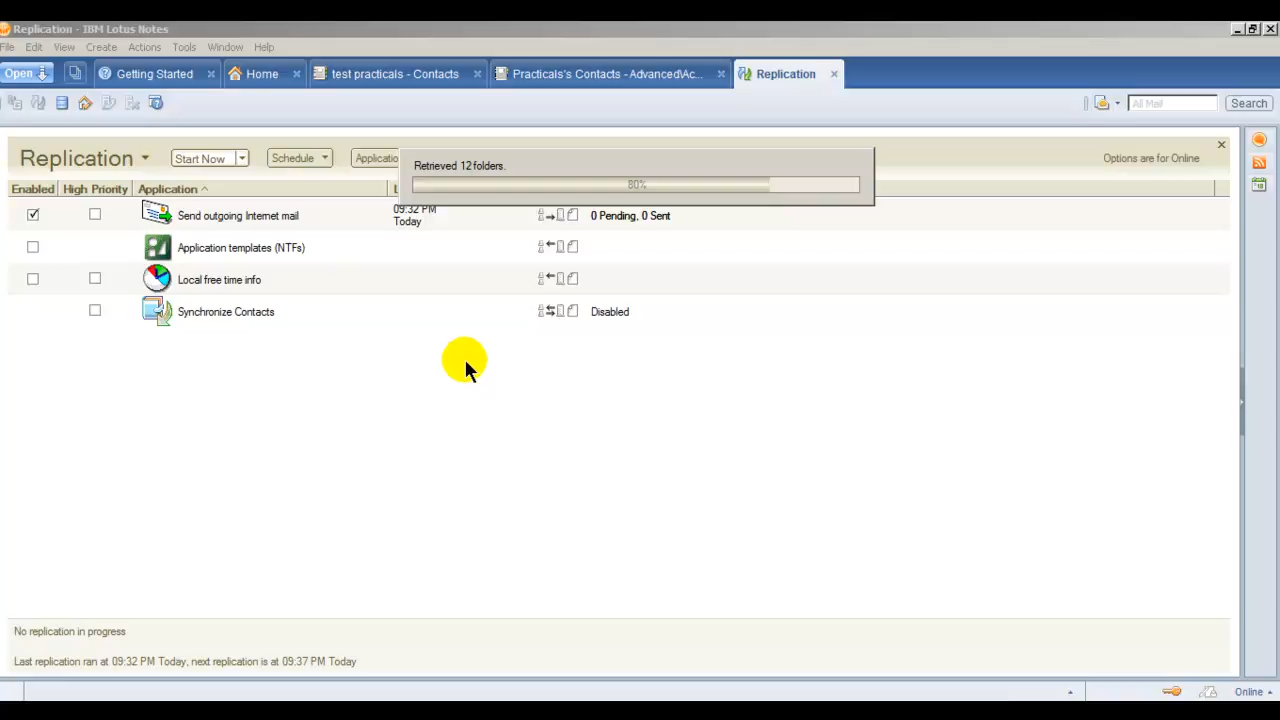 Replication - IBM Lotus Notes
File Edit View Create Actions Tools Window Help
Open Getting Started Home test practicals - Contacts Practicals's Contacts - Advanced\Ac... Replication
All Mail Search
Replication Start Now Schedule Applicatio Options are for Online
Retrieved 12 folders.
80%
Enabled High Priority Application
Send outgoing Internet mail 09:32 PM Today 0 Pending, 0 Sent
Application templates (NTFs)
Local free time info
Synchronize Contacts Disabled
No replication in progress
Last replication ran at 09:32 PM Today, next replication is at 09:37 PM Today
Online